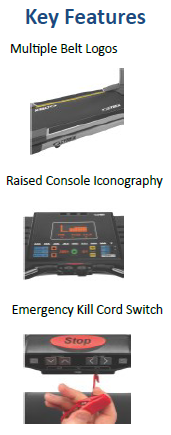 Key Features
Multiple Belt Logos
Raised Console Iconography
Emergency Kill Cord Switch
Stop